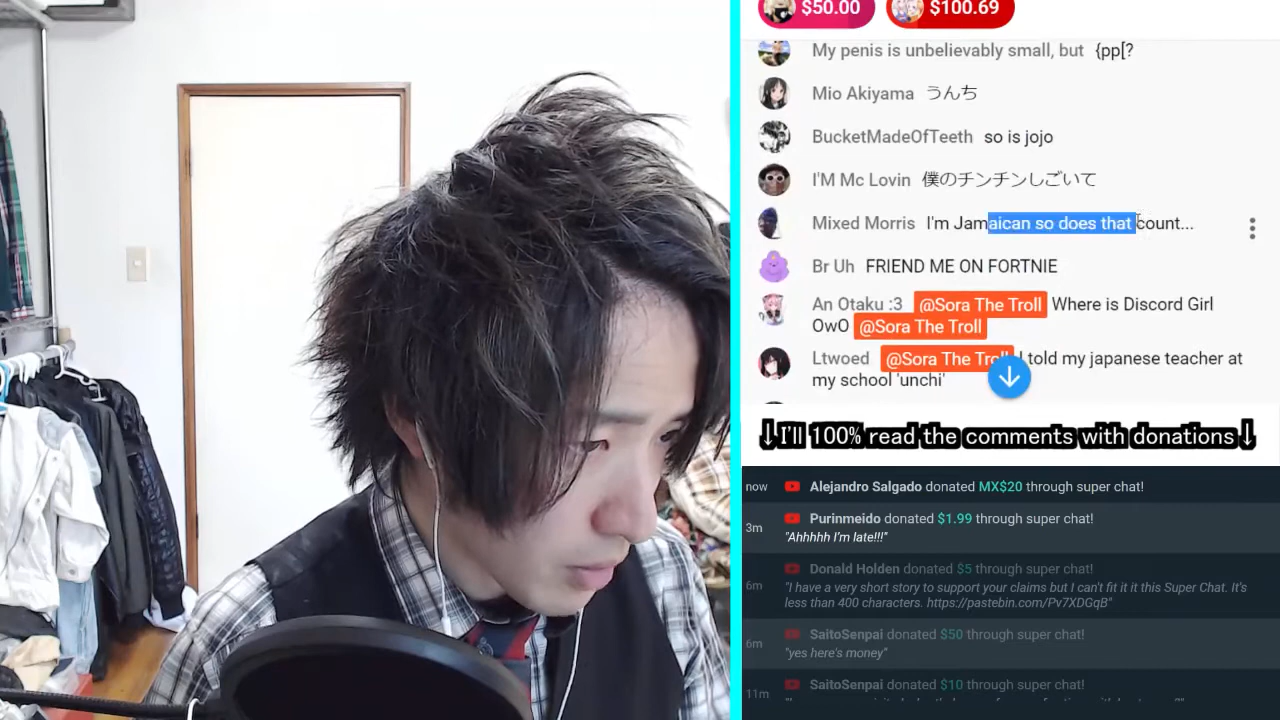 $50.00 $100.69
My penis is unbelievably small, but {pp[?
Mio Akiyama うんち
BucketMadeOfTeeth so is jojo
I'M Mc Lovin 僕のチンチンしごいて
Mixed Morris I'm Jamaican so does that count...
Br Uh FRIEND ME ON FORTNIE
An Otaku :3 @Sora The Troll Where is Discord Girl
OwO @Sora The Troll
Ltwoed @Sora The Troll I told my japanese teacher at
my school 'unchi'
↓I'll 100% read the comments with donations↓
now Alejandro Salgado donated MX$20 through super chat!
3m Purinmeido donated $1.99 through super chat!
"Ahhhhh I'm late!!!"
6m Donald Holden donated $5 through super chat!
"I have a very short story to support your claims but I can't fit it it this Super Chat. It's
less than 400 characters. https://pastebin.com/Pv7XDGqB"
6m SaitoSenpai donated $50 through super chat!
"yes here's money"
11m SaitoSenpai donated $10 through super chat!